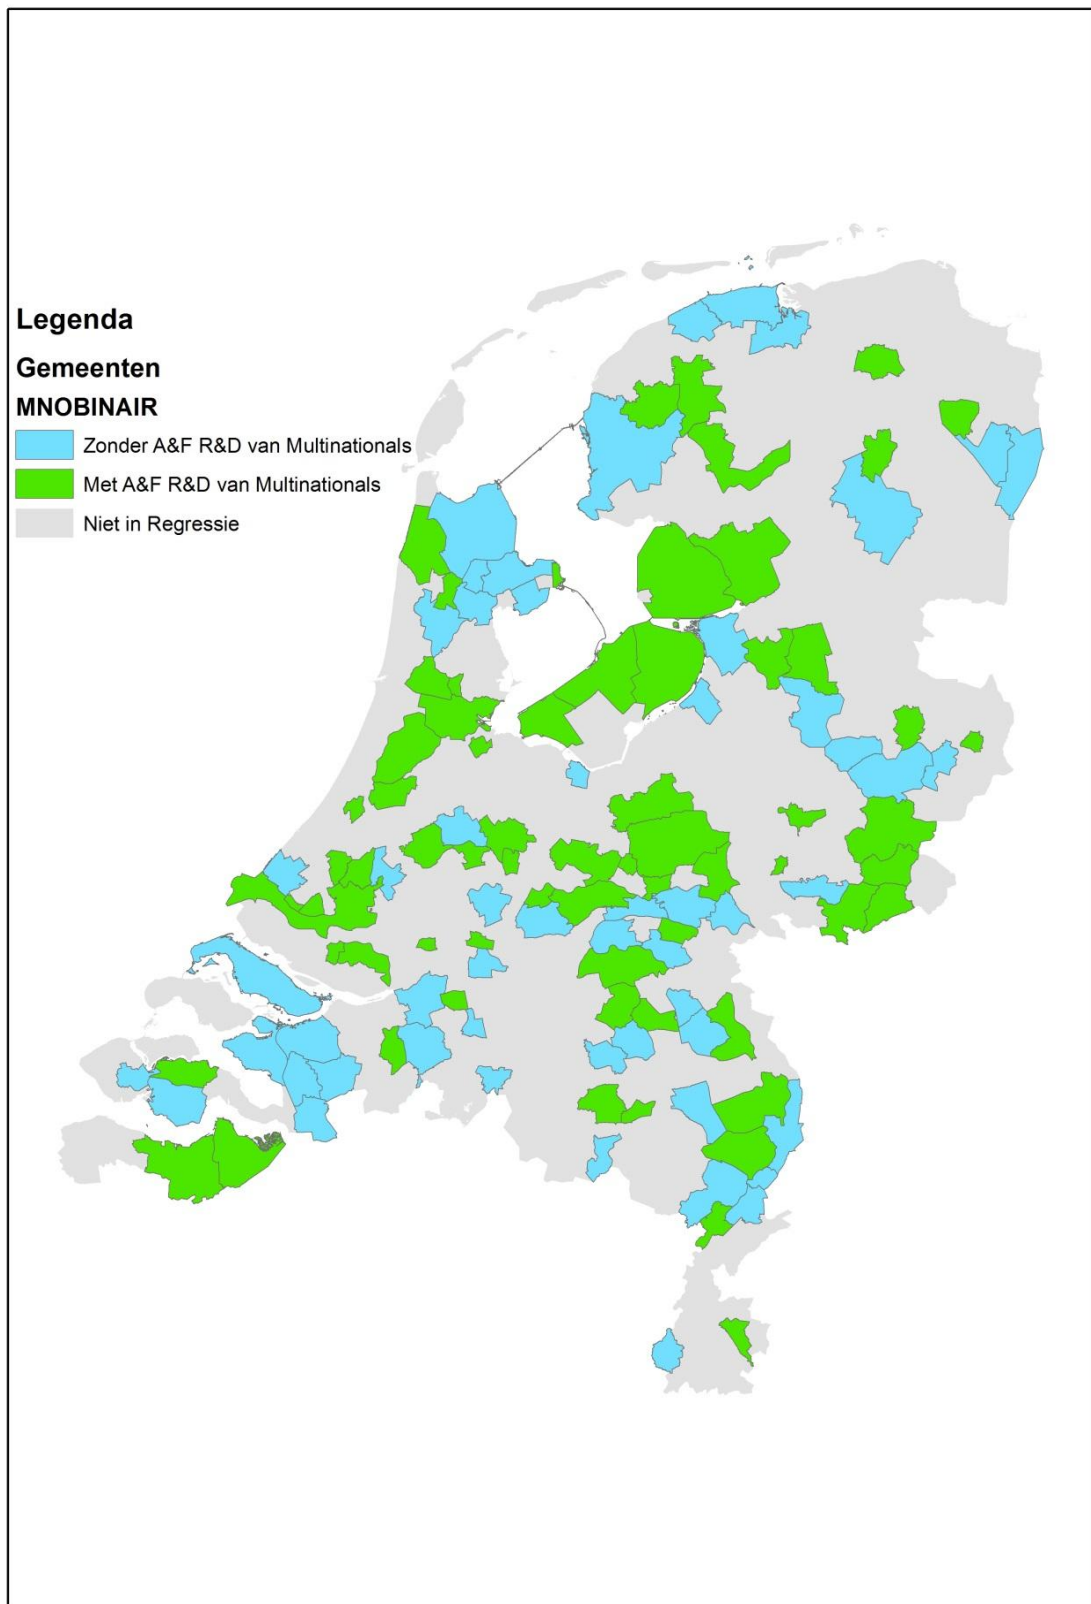 Legenda
Gemeenten
MNOBINAIR
Zonder A&F R&D van Multinationals
Met A&F R&D van Multinationals
Niet in Regressie